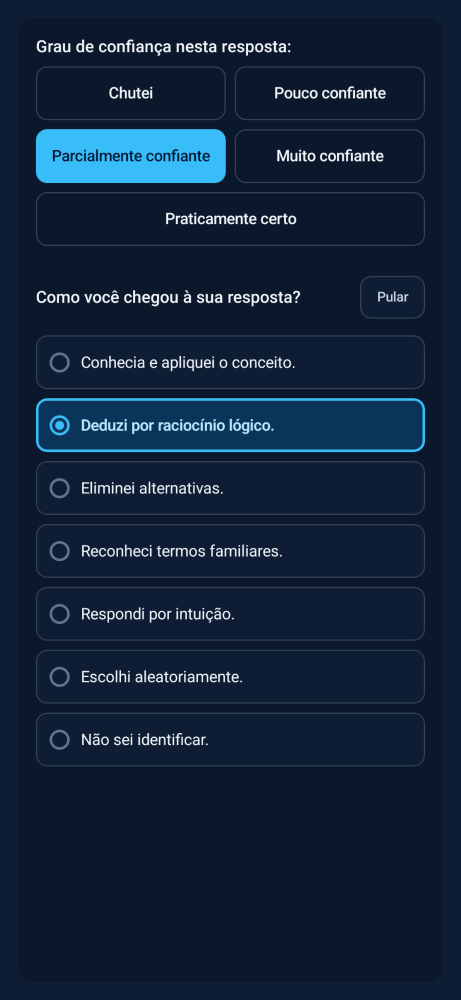 Grau de confiança nesta resposta:
Chutei
Pouco confiante
Parcialmente confiante
Muito confiante
Praticamente certo
Como você chegou à sua resposta?
Pular
Conhecia e apliquei o conceito.
Deduzi por raciocínio lógico.
Eliminei alternativas.
Reconheci termos familiares.
Respondi por intuição.
Escolhi aleatoriamente.
Não sei identificar.